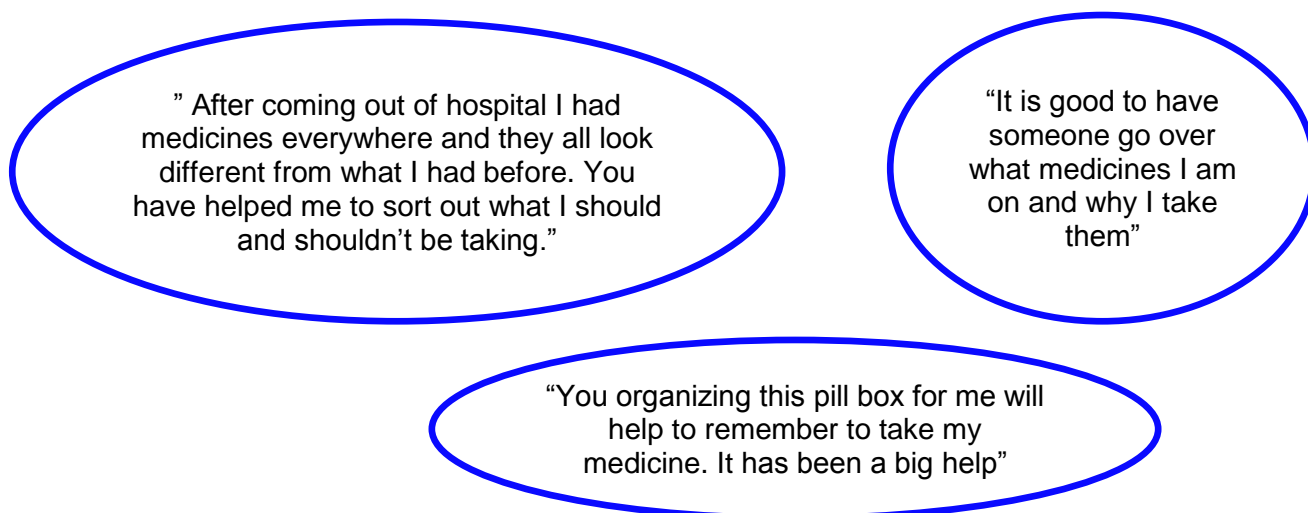 ” After coming out of hospital I had
medicines everywhere and they all look
different from what I had before. You
have helped me to sort out what I should
and shouldn’t be taking.”
“It is good to have
someone go over
what medicines I am
on and why I take
them”
“You organizing this pill box for me will
help to remember to take my
medicine. It has been a big help”